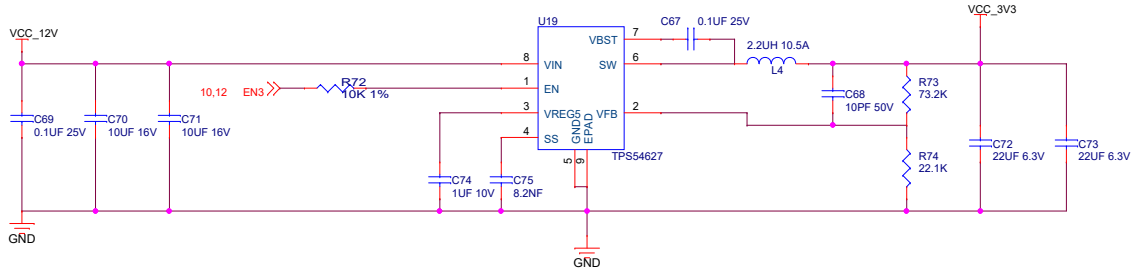 VCC_12V
C69
0.1UF 25V
C70
10UF 16V
C71
10UF 16V
GND
10,12 EN3
R72
10K 1%
U19
8 VIN
1 EN
3 VREG5
4 SS
VBST 7
SW 6
VFB 2
GND
EPAD
5
9
TPS54627
C74
1UF 10V
C75
8.2NF
GND
C67 0.1UF 25V
2.2UH 10.5A
L4
C68
10PF 50V
R73
73.2K
R74
22.1K
VCC_3V3
C72
22UF 6.3V
C73
22UF 6.3V